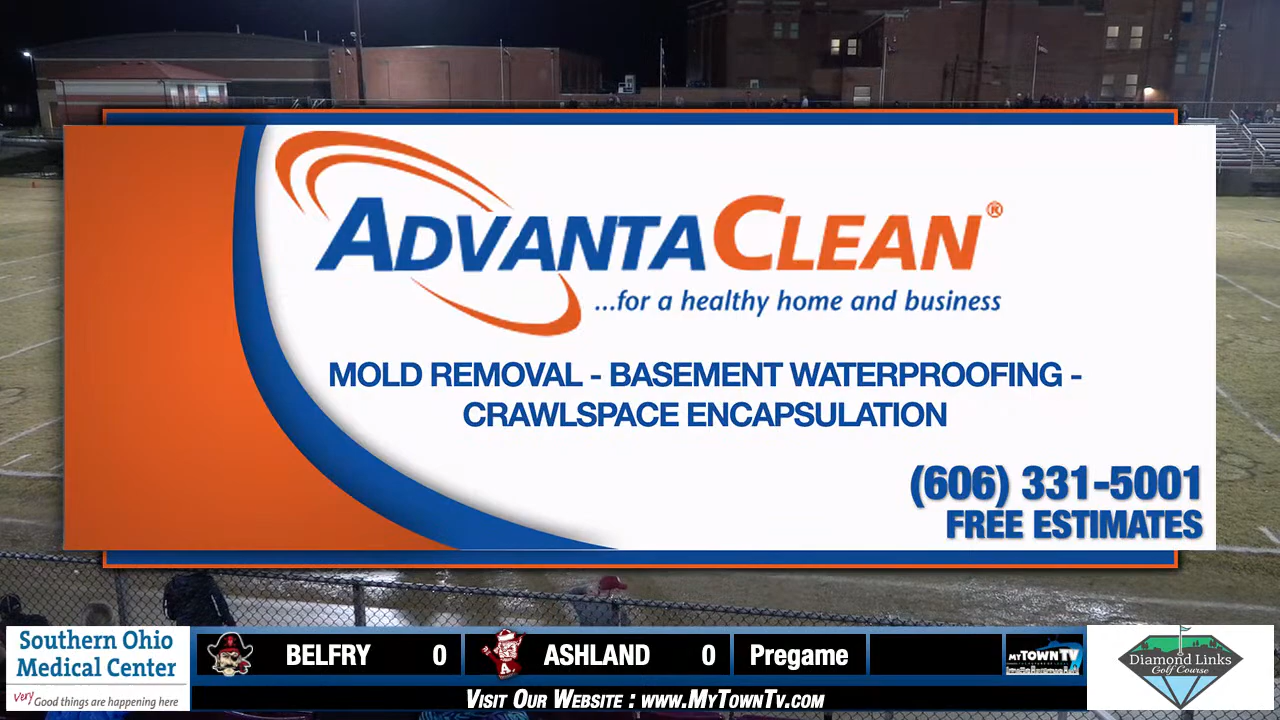 ADVANTACLEAN®
...for a healthy home and business
MOLD REMOVAL - BASEMENT WATERPROOFING -
CRAWLSPACE ENCAPSULATION
(606) 331-5001
FREE ESTIMATES
Southern Ohio
Medical Center
Very Good things are happening here
BELFRY 0 A. ASHLAND 0 Pregame
MYTOWNTV
Diamond Links
Golf Course
VISIT OUR WEBSITE : WWW.MYTOWNTV.COM